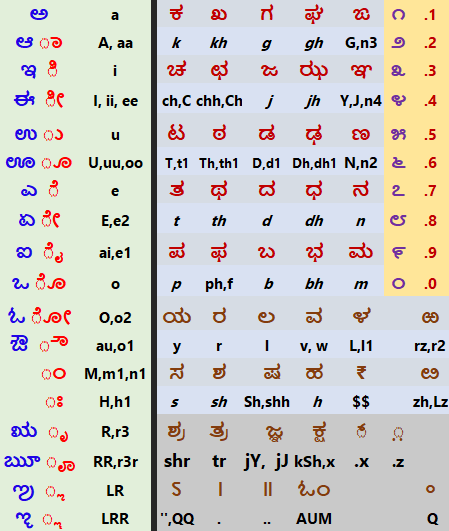 ಅ a ಕ ಖ ಗ ಘ ಙ ೧ .1
ಆ ಾ A, aa k kh g gh G,n3 ೨ .2
ಇ ಿ i ಚ ಛ ಜ ಝ ಞ ೩ .3
ಈ ೀ I, ii, ee ch,C chh,Ch j jh Y,J,n4 ೪ .4
ಉ ು u ಟ ಠ ಡ ಢ ಣ ೫ .5
ಊ ೂ U,uu,oo T,t1 Th,th1 D,d1 Dh,dh1 N,n2 ೬ .6
ಎ ೆ e ತ ಥ ದ ಧ ನ ೭ .7
ಏ ೇ E,e2 t th d dh n ೮ .8
ಐ ೈ ai,e1 ಪ ಫ ಬ ಭ ಮ ೯ .9
ಒ ೊ o p ph,f b bh m ೦ .0
ಓ ೋ O,o2 ಯ ರ ಲ ವ ಳ ಱ
ಔ ೌ au,o1 y r l v, w L,l1 rz,r2
ಂ M,m1,n1 ಸ ಶ ಷ ಹ ₹ ೞ
ಃ H,h1 s sh Sh,shh h $$ zh,Lz
ಋ ೃ R,r3 ಶ್ರ ತ್ರ ಜ್ಞ ಕ್ಷ
ೠ ೄ RR,r3r shr tr jY, jJ kSh,x .x .z
ಌ ೢ LR ಽ । ॥ ಓಂ
ೡ ೣ LRR '',QQ . .. AUM Q